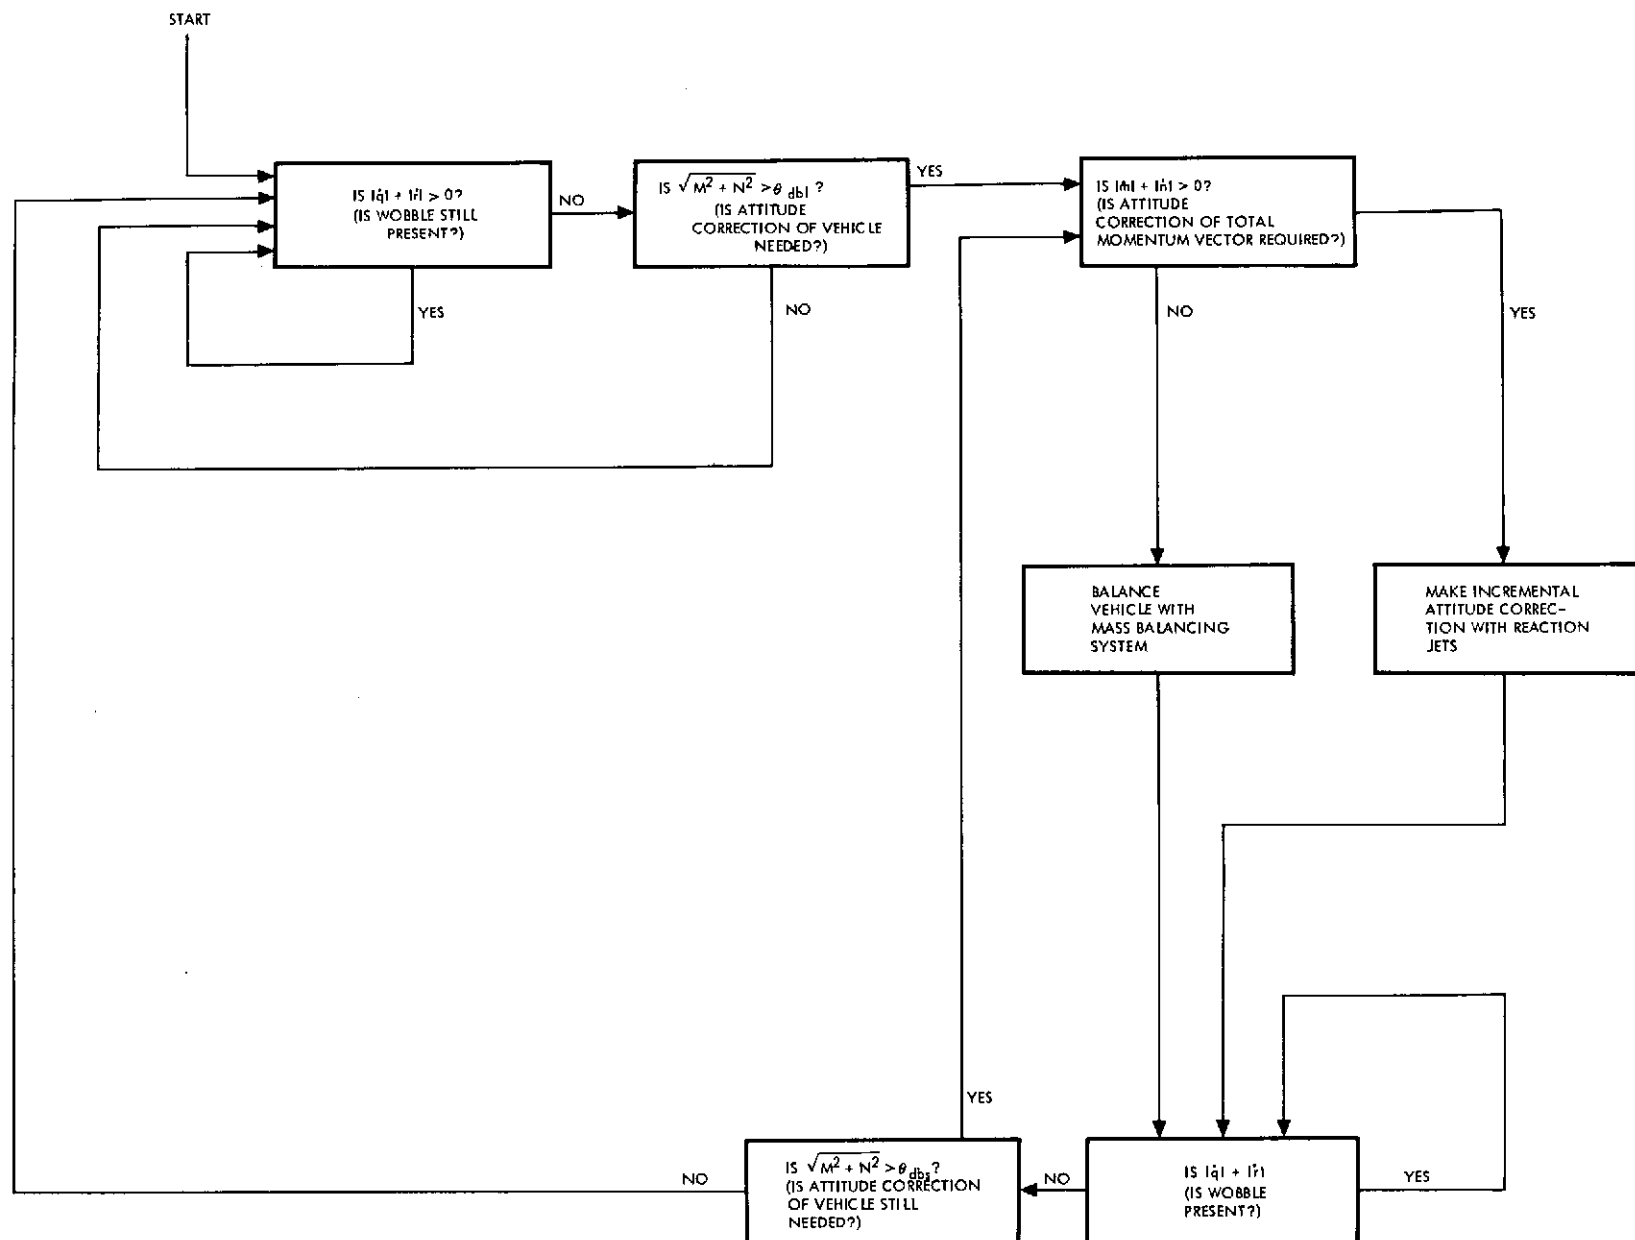 START
IS |q̇| + |ṙ| > 0?
(IS WOBBLE STILL
PRESENT?)
NO
YES
IS √M² + N² > θ dbl ?
(IS ATTITUDE
CORRECTION OF VEHICLE
NEEDED?)
YES
NO
IS |ṁ| + |ṅ| > 0?
(IS ATTITUDE
CORRECTION OF TOTAL
MOMENTUM VECTOR REQUIRED?)
NO
YES
BALANCE
VEHICLE WITH
MASS BALANCING
SYSTEM
MAKE INCREMENTAL
ATTITUDE CORREC-
TION WITH REACTION
JETS
YES
NO
IS √M² + N² > θ dbs ?
(IS ATTITUDE CORRECTION
OF VEHICLE STILL
NEEDED?)
NO
IS |q̇| + |ṙ|
(IS WOBBLE
PRESENT?)
YES